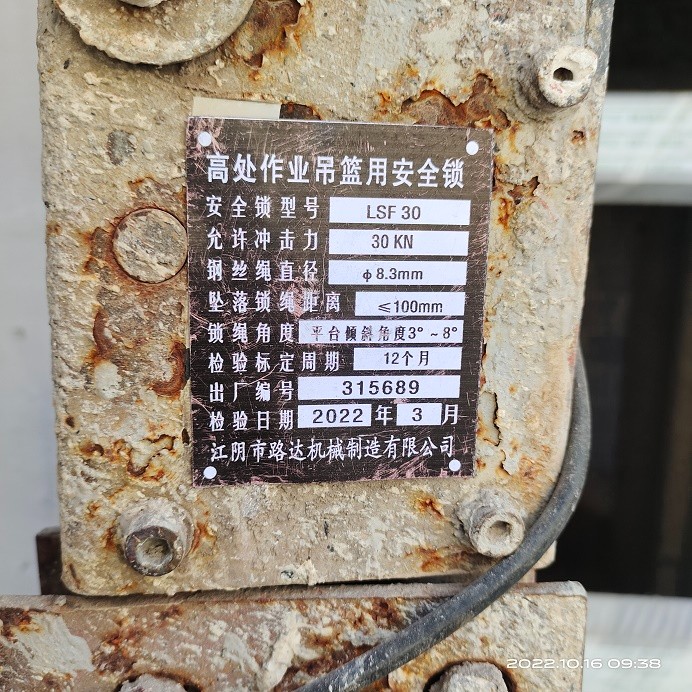 高处作业吊篮用安全锁
安全锁型号 LSF 30
允许冲击力 30 KN
钢丝绳直径 ф8.3mm
坠落锁绳距离 ≤100mm
锁绳角度 平台倾斜角度3°~8°
检验标定周期 12个月
出厂编号 315689
检验日期 2022 年 3 月
江阴市路达机械制造有限公司
2022.10.16 09:38